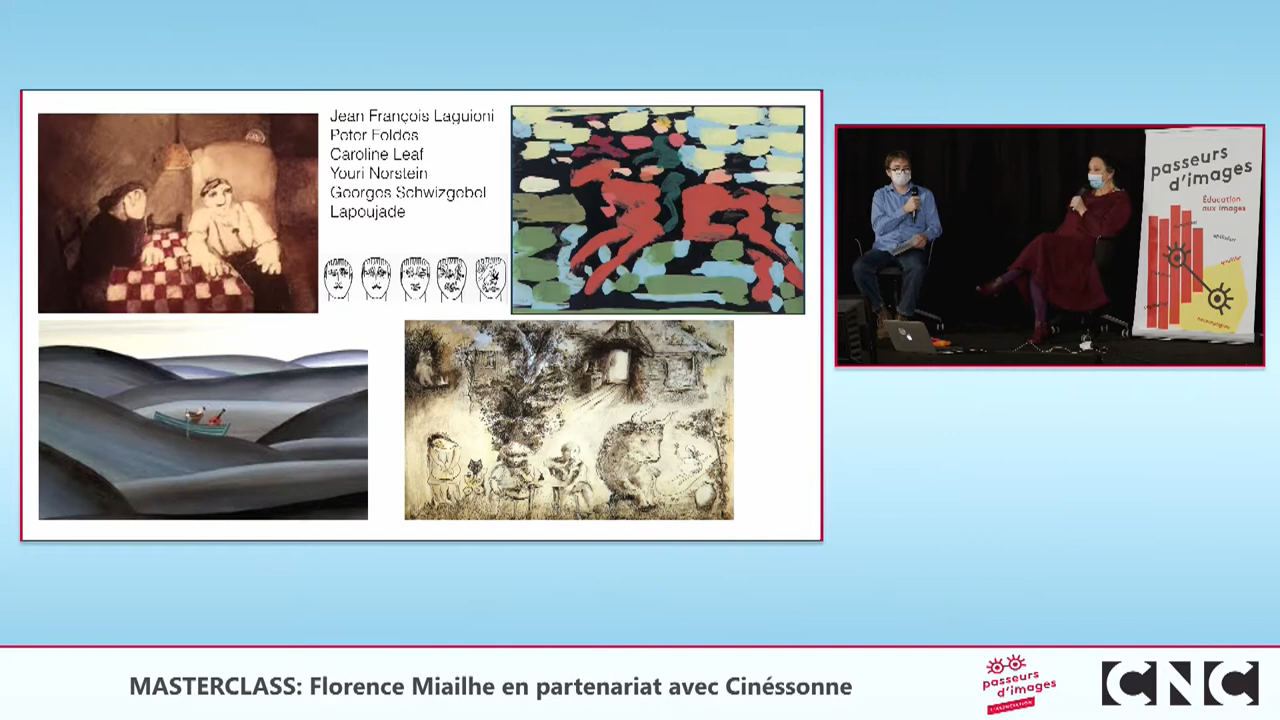 Jean François Laguioni
Peter Foldes
Caroline Leaf
Youri Norstein
Georges Schwizgobol
Lapoujade
passeurs
d'images
Éducation
aux images
MASTERCLASS: Florence Miailhe en partenariat avec Cinéssonne
passeurs
d'images
CNC